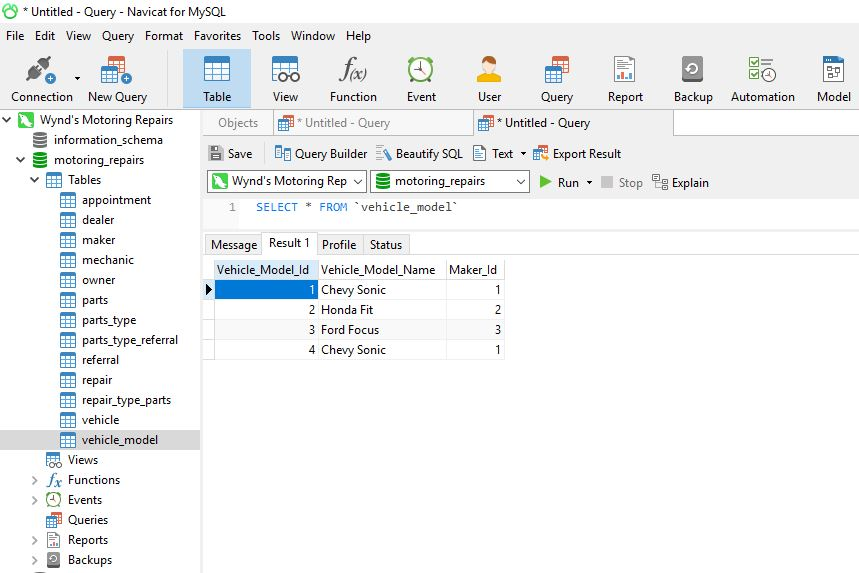 * Untitled - Query - Navicat for MySQL
File Edit View Query Format Favorites Tools Window Help
Connection New Query Table View f(x) Function Event User Query Report Backup Automation Model
Wynd's Motoring Repairs
information_schema
motoring_repairs
Tables
appointment
dealer
maker
mechanic
owner
parts
parts_type
parts_type_referral
referral
repair
repair_type_parts
vehicle
vehicle_model
Views
fx Functions
Events
Queries
Reports
Backups
Objects * Untitled - Query * Untitled - Query
Save Query Builder Beautify SQL Text Export Result
Wynd's Motoring Rep motoring_repairs Run Stop Explain
1 SELECT * FROM `vehicle_model`
Message Result 1 Profile Status
Vehicle_Model_Id Vehicle_Model_Name Maker_Id
1 Chevy Sonic 1
2 Honda Fit 2
3 Ford Focus 3
4 Chevy Sonic 1